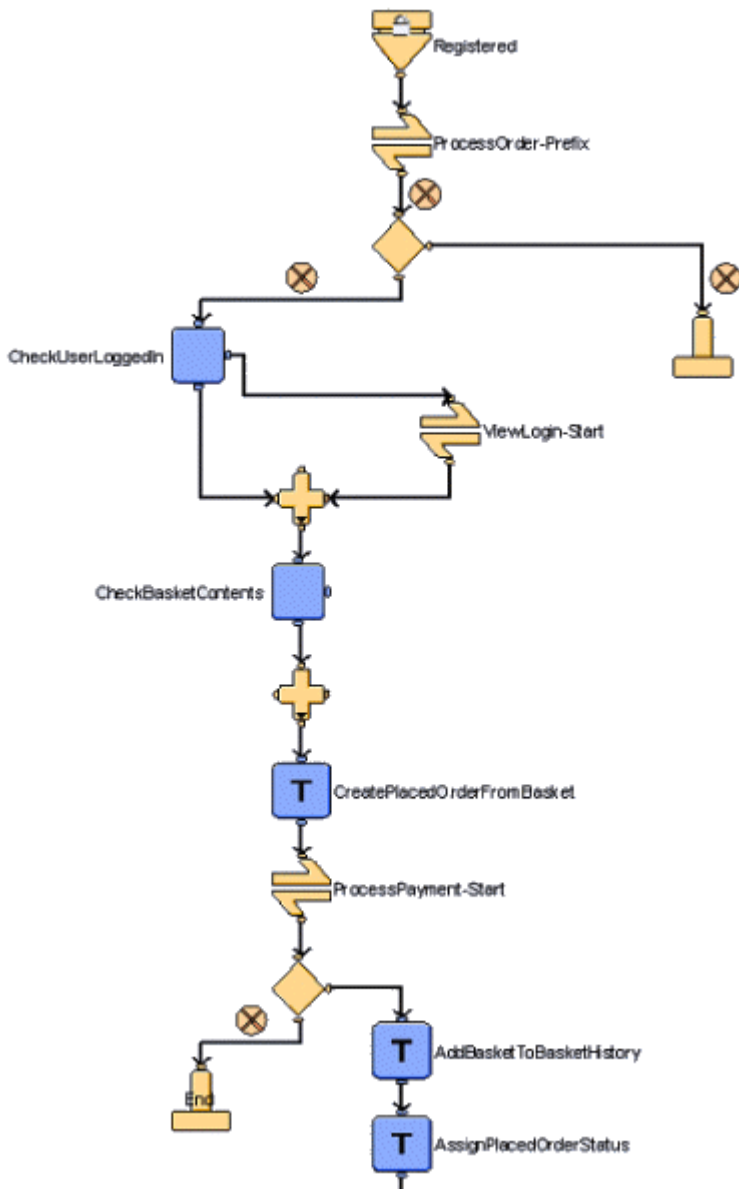 Registered
ProcessOrder-Prefix
CheckUserLoggedIn
ViewLogin-Start
CheckBasketContents
T
CreatePlacedOrderFromBasket
ProcessPayment-Start
T
AddBasketToBasketHistory
End
T
AssignPlacedOrderStatus